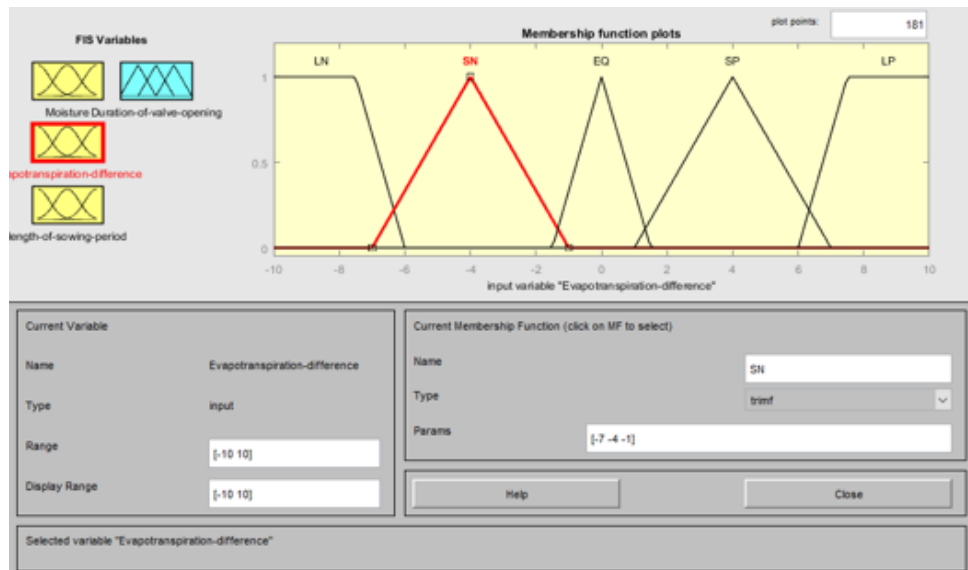 plot points: 181
FIS Variables
Membership function plots
LN SN EQ SP LP
1
0.5
0
Moisture Duration-of-valve-opening
apotranspiration-difference
length-of-sowing-period
-10 -8 -6 -4 -2 0 2 4 6 8 10
input variable "Evapotranspiration-difference"
Current Variable
Name Evapotranspiration-difference
Type input
Range [-10 10]
Display Range [-10 10]
Current Membership Function (click on MF to select)
Name SN
Type trimf
Params [-7 -4 -1]
Help Close
Selected variable "Evapotranspiration-difference"